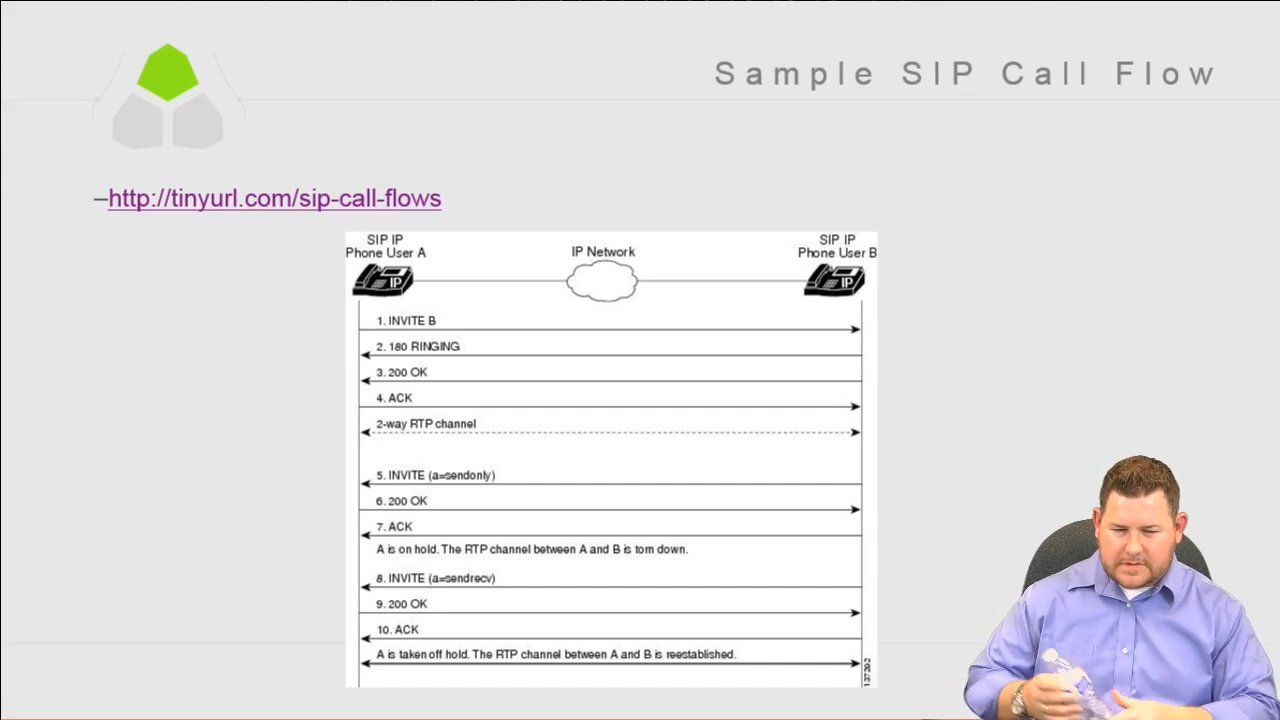 Sample SIP Call Flow
–http://tinyurl.com/sip-call-flows
SIP IP
Phone User A
IP Network
SIP IP
Phone User B
IP
IP
1. INVITE B
2. 180 RINGING
3. 200 OK
4. ACK
2-way RTP channel
5. INVITE (a=sendonly)
6. 200 OK
7. ACK
A is on hold. The RTP channel between A and B is torn down.
8. INVITE (a=sendrecv)
9. 200 OK
10. ACK
A is taken off hold. The RTP channel between A and B is reestablished.